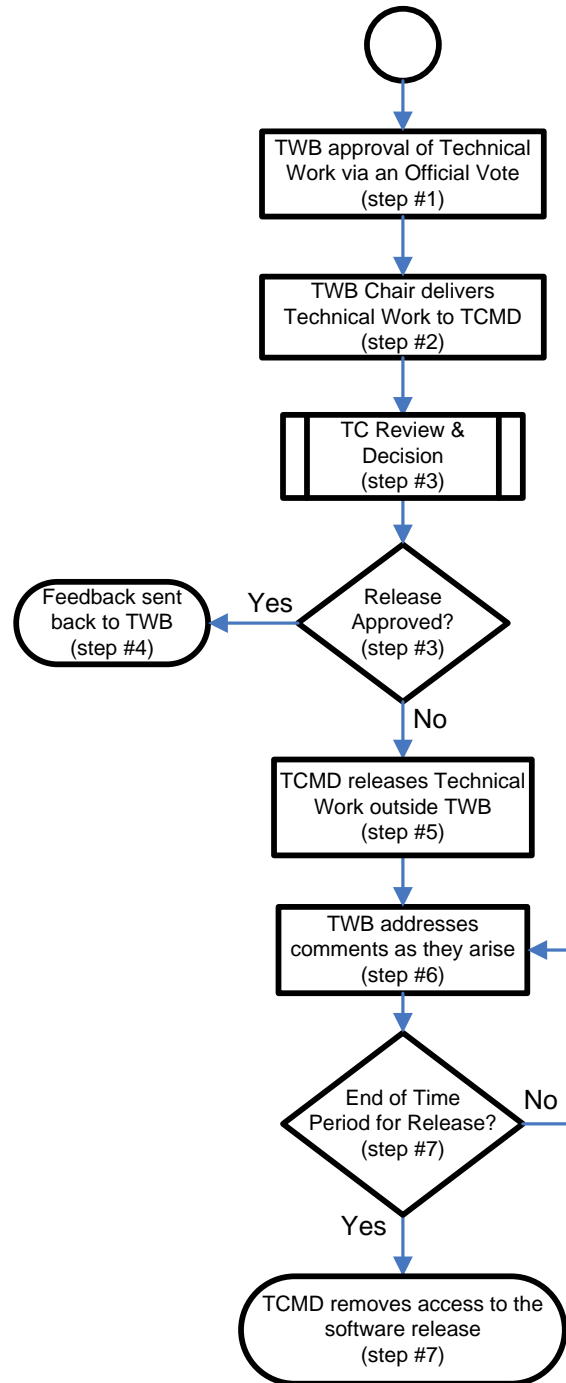 TWB approval of Technical
Work via an Official Vote
(step #1)
TWB Chair delivers
Technical Work to TCMD
(step #2)
TC Review &
Decision
(step #3)
Release
Approved?
(step #3)
Yes
Feedback sent
back to TWB
(step #4)
No
TCMD releases Technical
Work outside TWB
(step #5)
TWB addresses
comments as they arise
(step #6)
End of Time
Period for Release?
(step #7)
No
Yes
TCMD removes access to the
software release
(step #7)